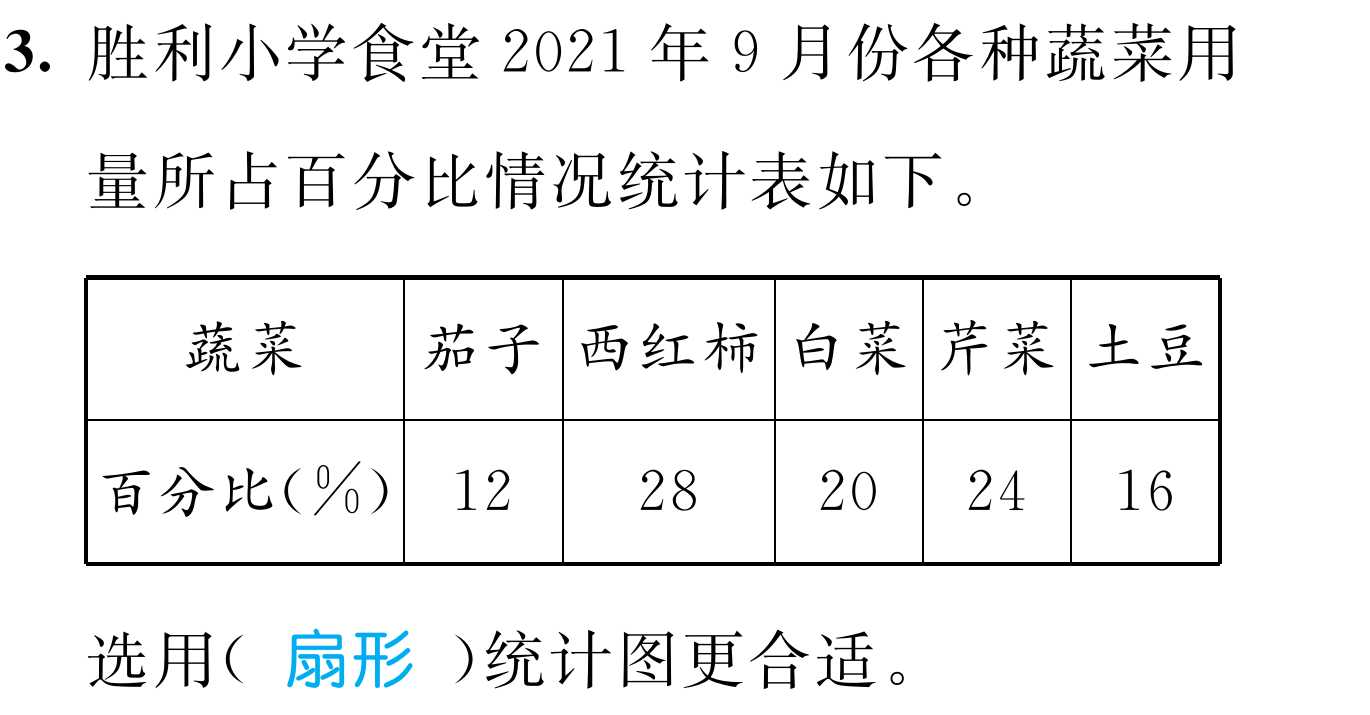 3. 胜利小学食堂 2021 年 9 月份各种蔬菜用
量所占百分比情况统计表如下。
蔬菜 茄子 西红柿 白菜 芹菜 土豆
百分比(%) 12 28 20 24 16
选用( 扇形 )统计图更合适。